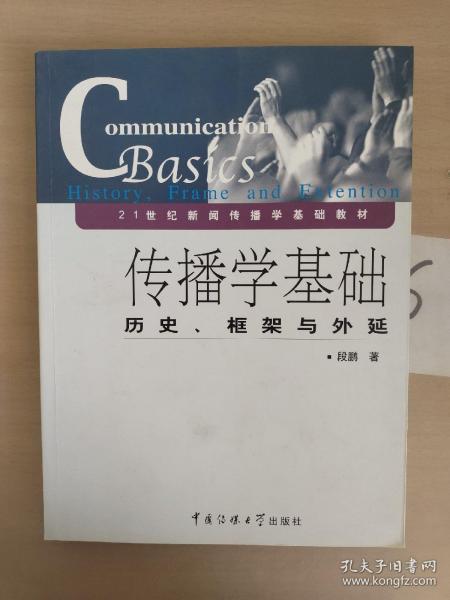 Communication
Basics
History, Frame and Extention
21世纪新闻传播学基础教材
传播学基础
历史、框架与外延
■段鹏 著
中国传媒大学出版社
孔夫子旧书网
www.kongfz.com